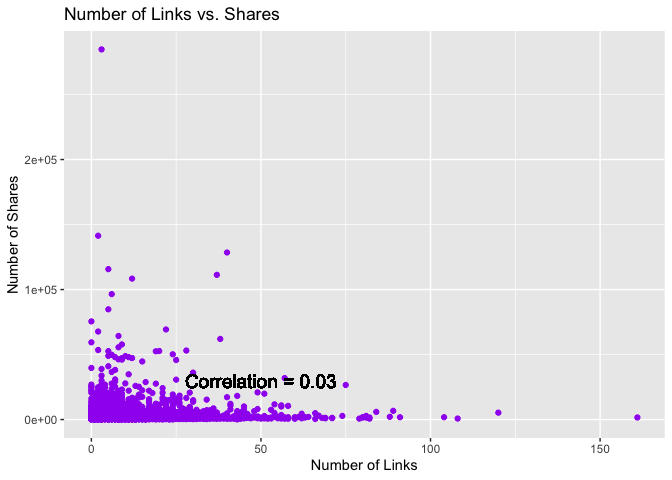 Number of Links vs. Shares
Number of Shares
2e+05
1e+05
0e+00
Correlation = 0.03
0
50
100
150
Number of Links